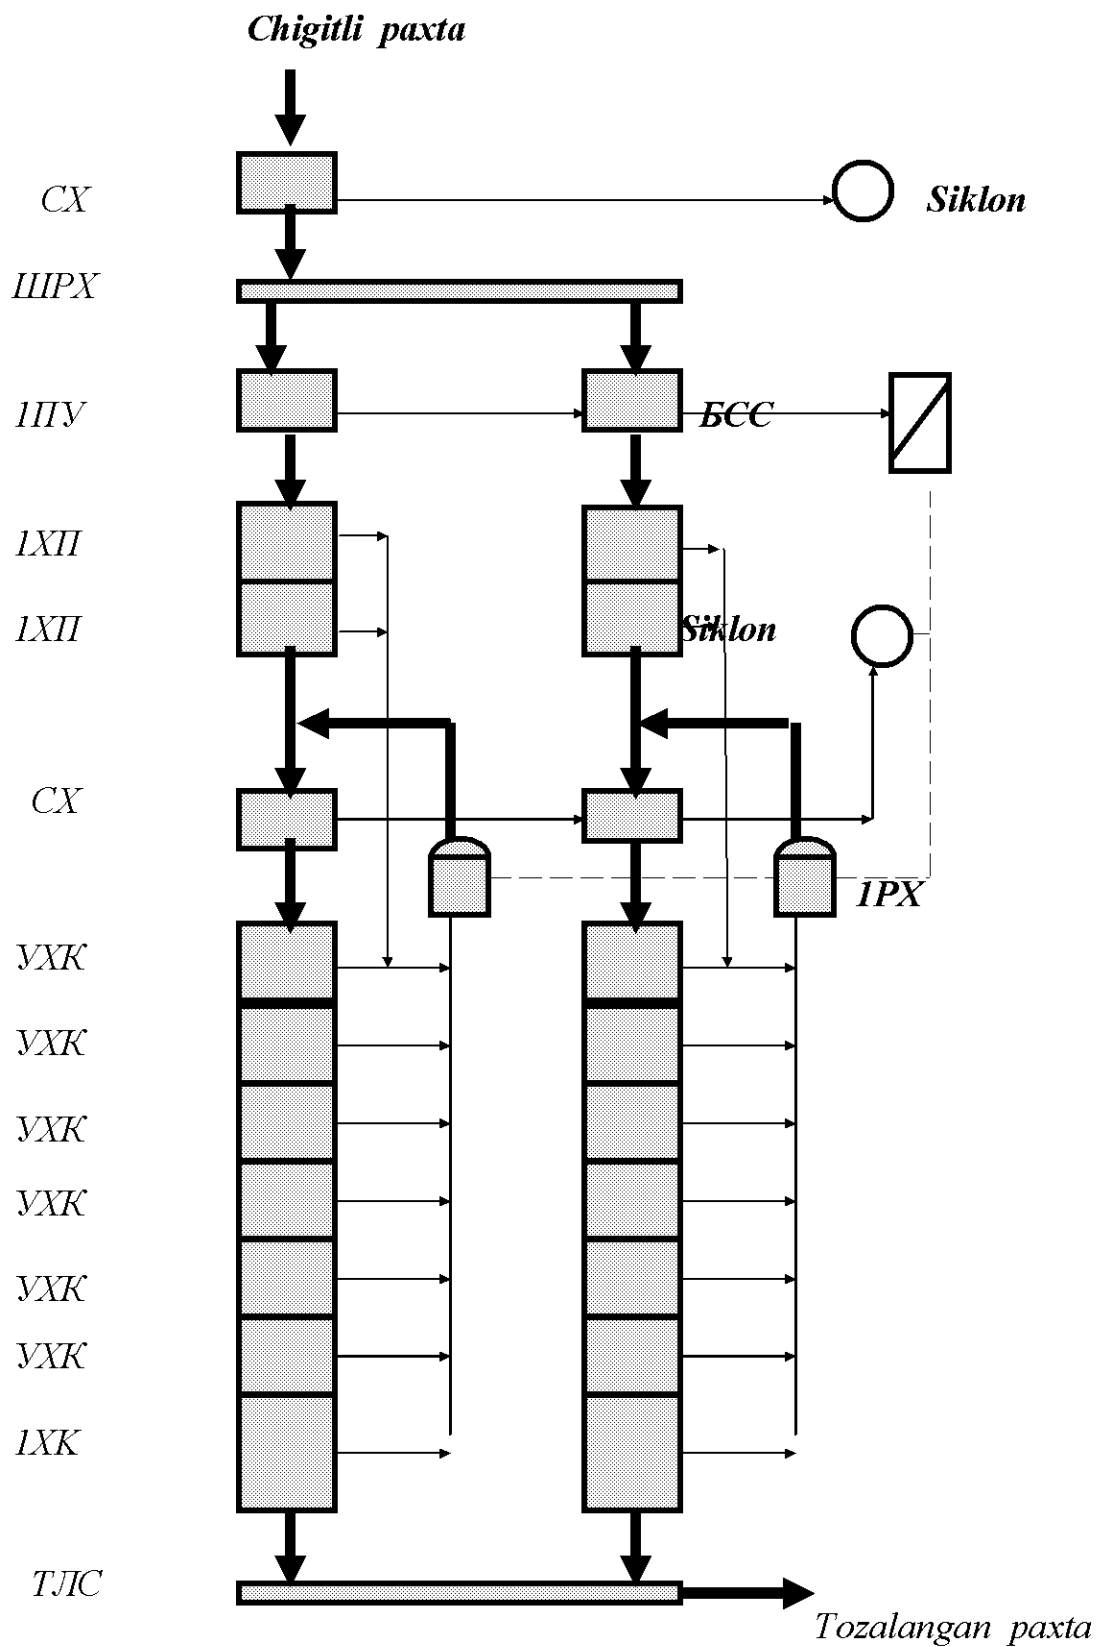 Chigitli paxta
СХ
Siklon
ШРХ
1ПУ
БСС
1ХП
1ХП
Siklon
СХ
1РХ
УХК
УХК
УХК
УХК
УХК
УХК
1ХК
ТЛС
Tozalangan paxta